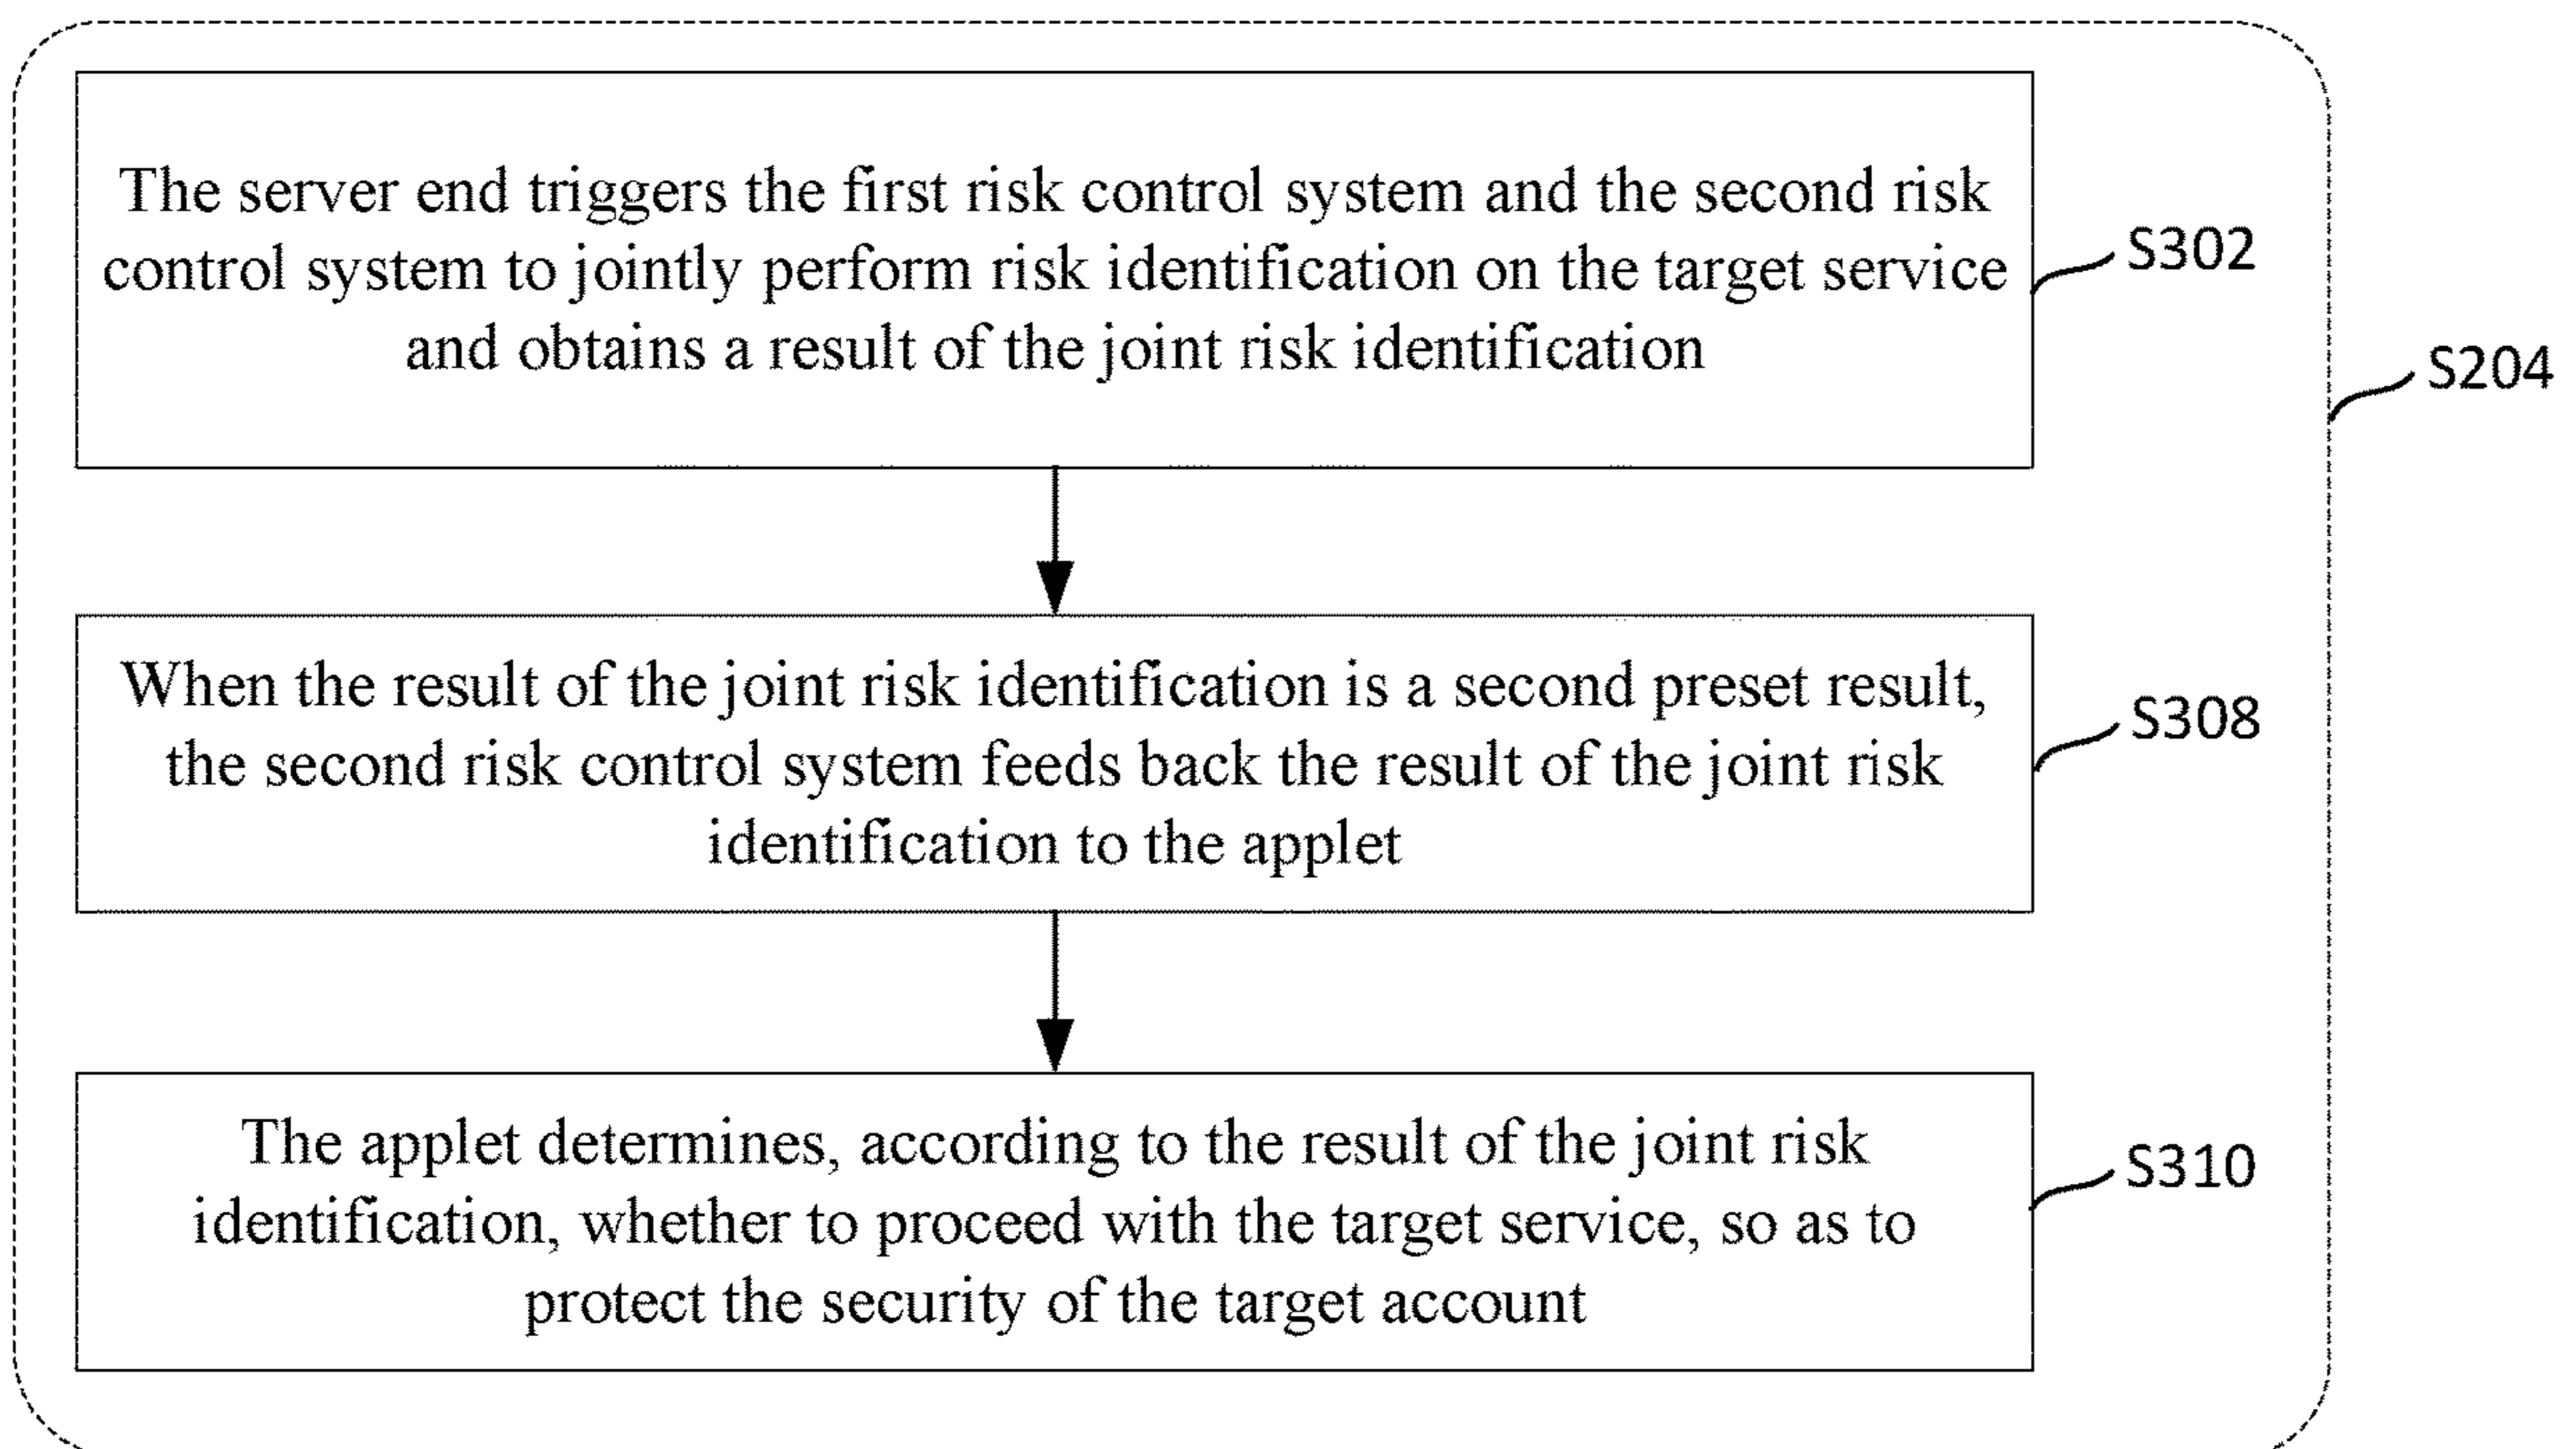 The server end triggers the first risk control system and the second risk
control system to jointly perform risk identification on the target service
and obtains a result of the joint risk identification
S302
S204
When the result of the joint risk identification is a second preset result,
the second risk control system feeds back the result of the joint risk
identification to the applet
S308
The applet determines, according to the result of the joint risk
identification, whether to proceed with the target service, so as to
protect the security of the target account
S310